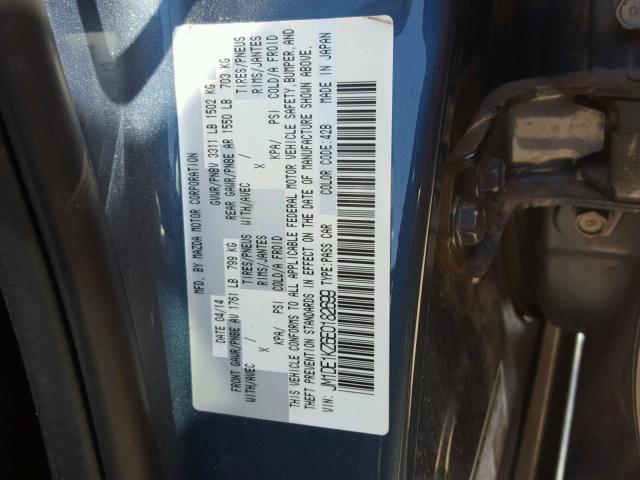 MFD. BY MAZDA MOTOR CORPORATION
DATE 04/14 GVWR/PNBV 3311 LB 1502 KG
FRONT GAWR/PNBE AV 1761 LB 799 KG REAR GAWR/PNBE AR 1550 LB 703 KG
WITH/AVEC TIRES/PNEUS WITH/AVEC / TIRES/PNEUS
X RIMS/JANTES X RIMS/JANTES
KPA/ PSI COLD/A FROID KPA/ PSI COLD/A FROID
THIS VEHICLE CONFORMS TO ALL APPLICABLE FEDERAL MOTOR VEHICLE SAFETY, BUMPER, AND
THEFT PREVENTION STANDARDS IN EFFECT ON THE DATE OF MANUFACTURE SHOWN ABOVE.
JM1DE1KZ6E0182699
VIN: TYPE:PASS CAR COLOR CODE:42B MADE IN JAPAN